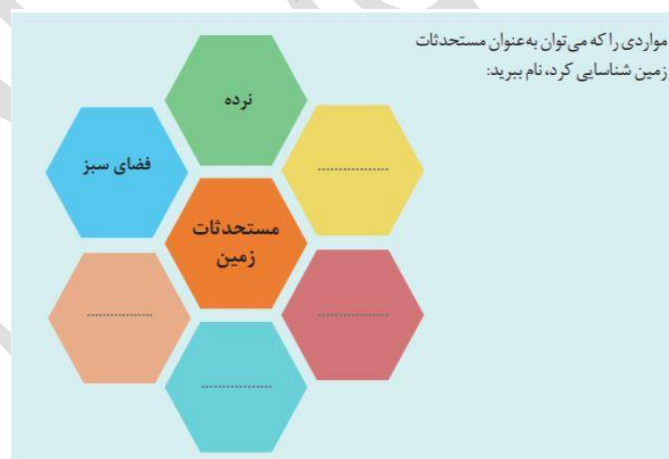 مواردی را که می‌توان به‌عنوان مستحدثات
زمین شناسایی کرد، نام ببرید:
نرده
فضای سبز
................
مستحدثات
زمین
................
................
................